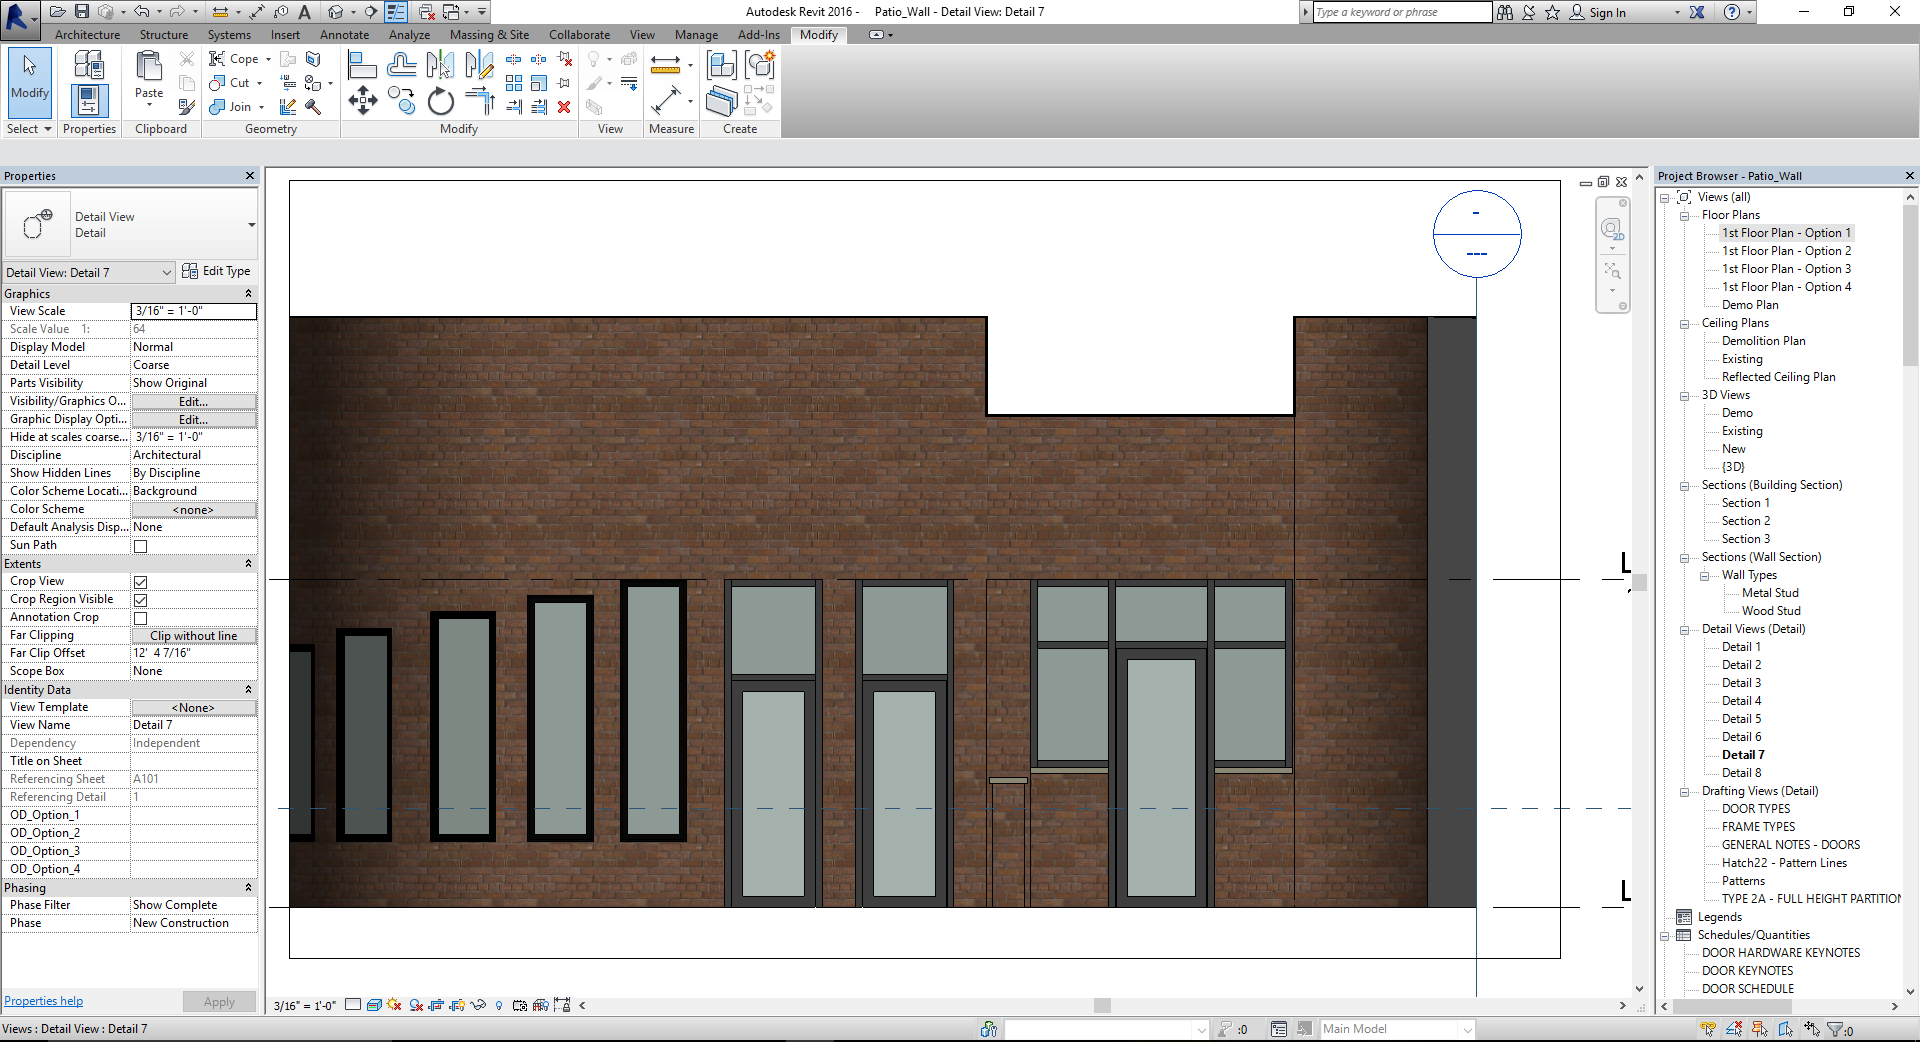 Autodesk Revit 2016 - Patio_Wall - Detail View: Detail 7
Type a keyword or phrase
Sign In
Architecture Structure Systems Insert Annotate Analyze Massing & Site Collaborate View Manage Add-Ins Modify
Modify
Paste
Cope
Cut
Join
Select Properties Clipboard Geometry Modify View Measure Create
Properties
Detail View
Detail
Detail View: Detail 7
Edit Type
Graphics
View Scale 3/16" = 1'-0"
Scale Value 1: 64
Display Model Normal
Detail Level Coarse
Parts Visibility Show Original
Visibility/Graphics O... Edit...
Graphic Display Opti... Edit...
Hide at scales coarse... 3/16" = 1'-0"
Discipline Architectural
Show Hidden Lines By Discipline
Color Scheme Locati... Background
Color Scheme <none>
Default Analysis Disp... None
Sun Path
Extents
Crop View
Crop Region Visible
Annotation Crop
Far Clipping Clip without line
Far Clip Offset 12' 4 7/16"
Scope Box None
Identity Data
View Template <None>
View Name Detail 7
Dependency Independent
Title on Sheet
Referencing Sheet A101
Referencing Detail 1
OD_Option_1
OD_Option_2
OD_Option_3
OD_Option_4
Phasing
Phase Filter Show Complete
Phase New Construction
Properties help
Apply
-
---
2D
L
L
3/16" = 1'-0"
Project Browser - Patio_Wall
Views (all)
Floor Plans
1st Floor Plan - Option 1
1st Floor Plan - Option 2
1st Floor Plan - Option 3
1st Floor Plan - Option 4
Demo Plan
Ceiling Plans
Demolition Plan
Existing
Reflected Ceiling Plan
3D Views
Demo
Existing
New
{3D}
Sections (Building Section)
Section 1
Section 2
Section 3
Sections (Wall Section)
Wall Types
Metal Stud
Wood Stud
Detail Views (Detail)
Detail 1
Detail 2
Detail 3
Detail 4
Detail 5
Detail 6
Detail 7
Detail 8
Drafting Views (Detail)
DOOR TYPES
FRAME TYPES
GENERAL NOTES - DOORS
Hatch22 - Pattern Lines
Patterns
TYPE 2A - FULL HEIGHT PARTITION
Legends
Schedules/Quantities
DOOR HARDWARE KEYNOTES
DOOR KEYNOTES
DOOR SCHEDULE
Views : Detail View : Detail 7
:0
Main Model
:0